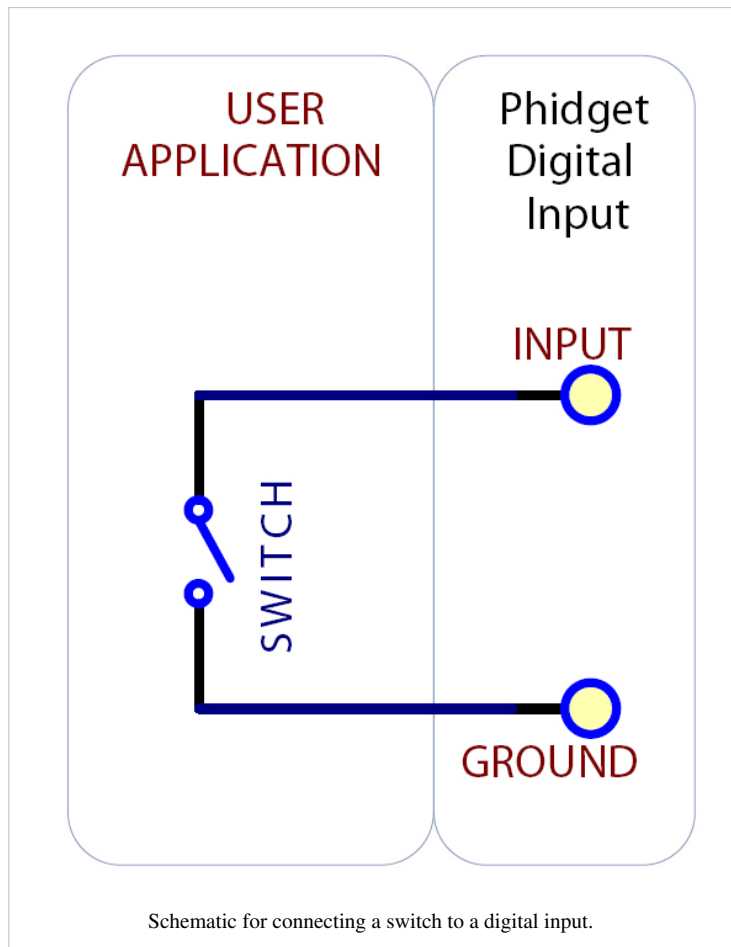 USER
APPLICATION
Phidget
Digital
Input
INPUT
SWITCH
GROUND
Schematic for connecting a switch to a digital input.